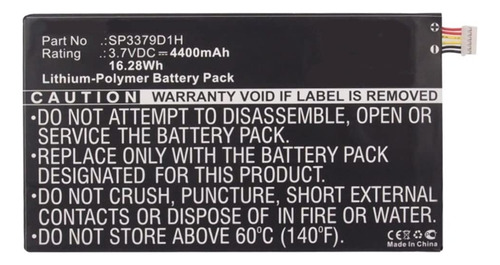 Part No :SP3379D1H
Rating :3.7VDC⎓4400mAh
16.28Wh
Lithium-Polymer Battery Pack
CAUTION WARRANTY VOID IF LABEL IS REMOVED
•DO NOT ATTEMPT TO DISASSEMBLE, OPEN OR
SERVICE THE BATTERY PACK
•REPLACE ONLY WITH THE SAME BATTERY PACK
DESIGNATED FOR THIS PRODUCT
•DO NOT CRUSH, PUNCTURE, SHORT EXTERNAL
CONTACTS OR DISPOSED IN FIRE OR WATER.
•DO NOT DISPOSE ABOVE 60°C (140°F).
CE
Made in China